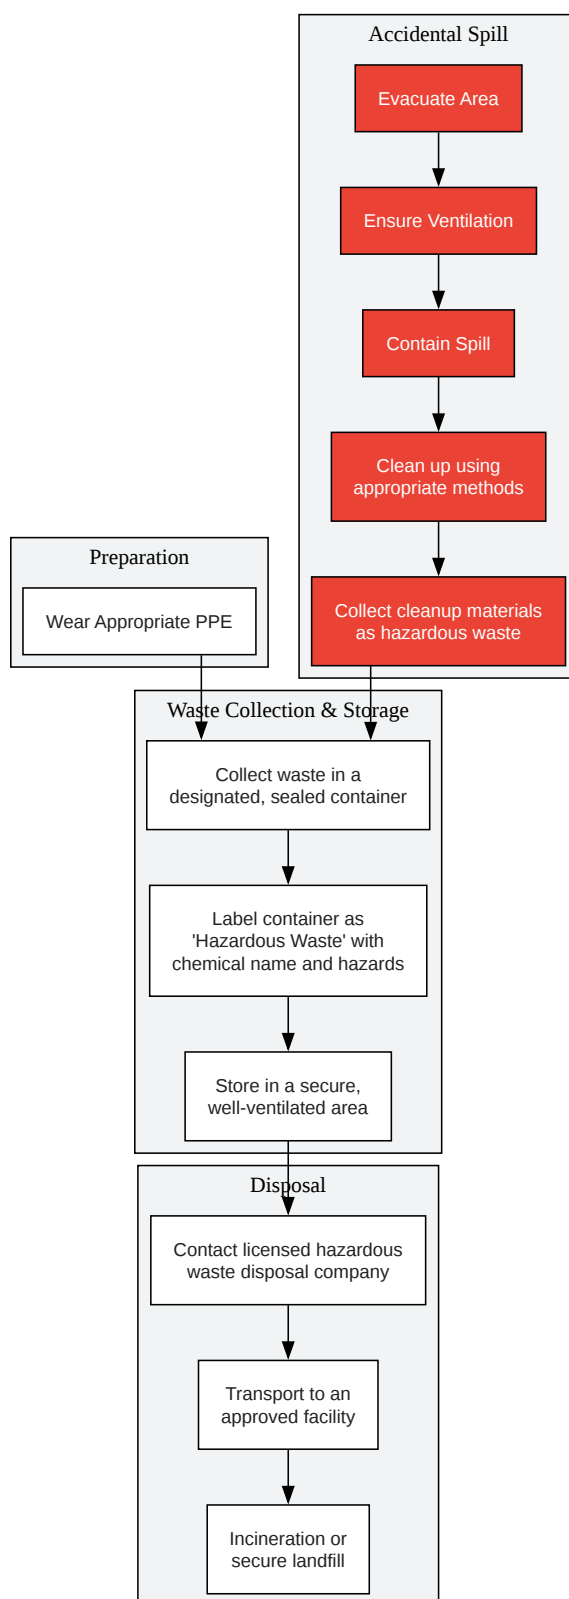 Accidental Spill
Evacuate Area
Ensure Ventilation
Contain Spill
Clean up using
appropriate methods
Collect cleanup materials
as hazardous waste
Preparation
Wear Appropriate PPE
Waste Collection & Storage
Collect waste in a
designated, sealed container
Label container as
'Hazardous Waste' with
chemical name and hazards
Store in a secure,
well-ventilated area
Disposal
Contact licensed hazardous
waste disposal company
Transport to an
approved facility
Incineration or
secure landfill